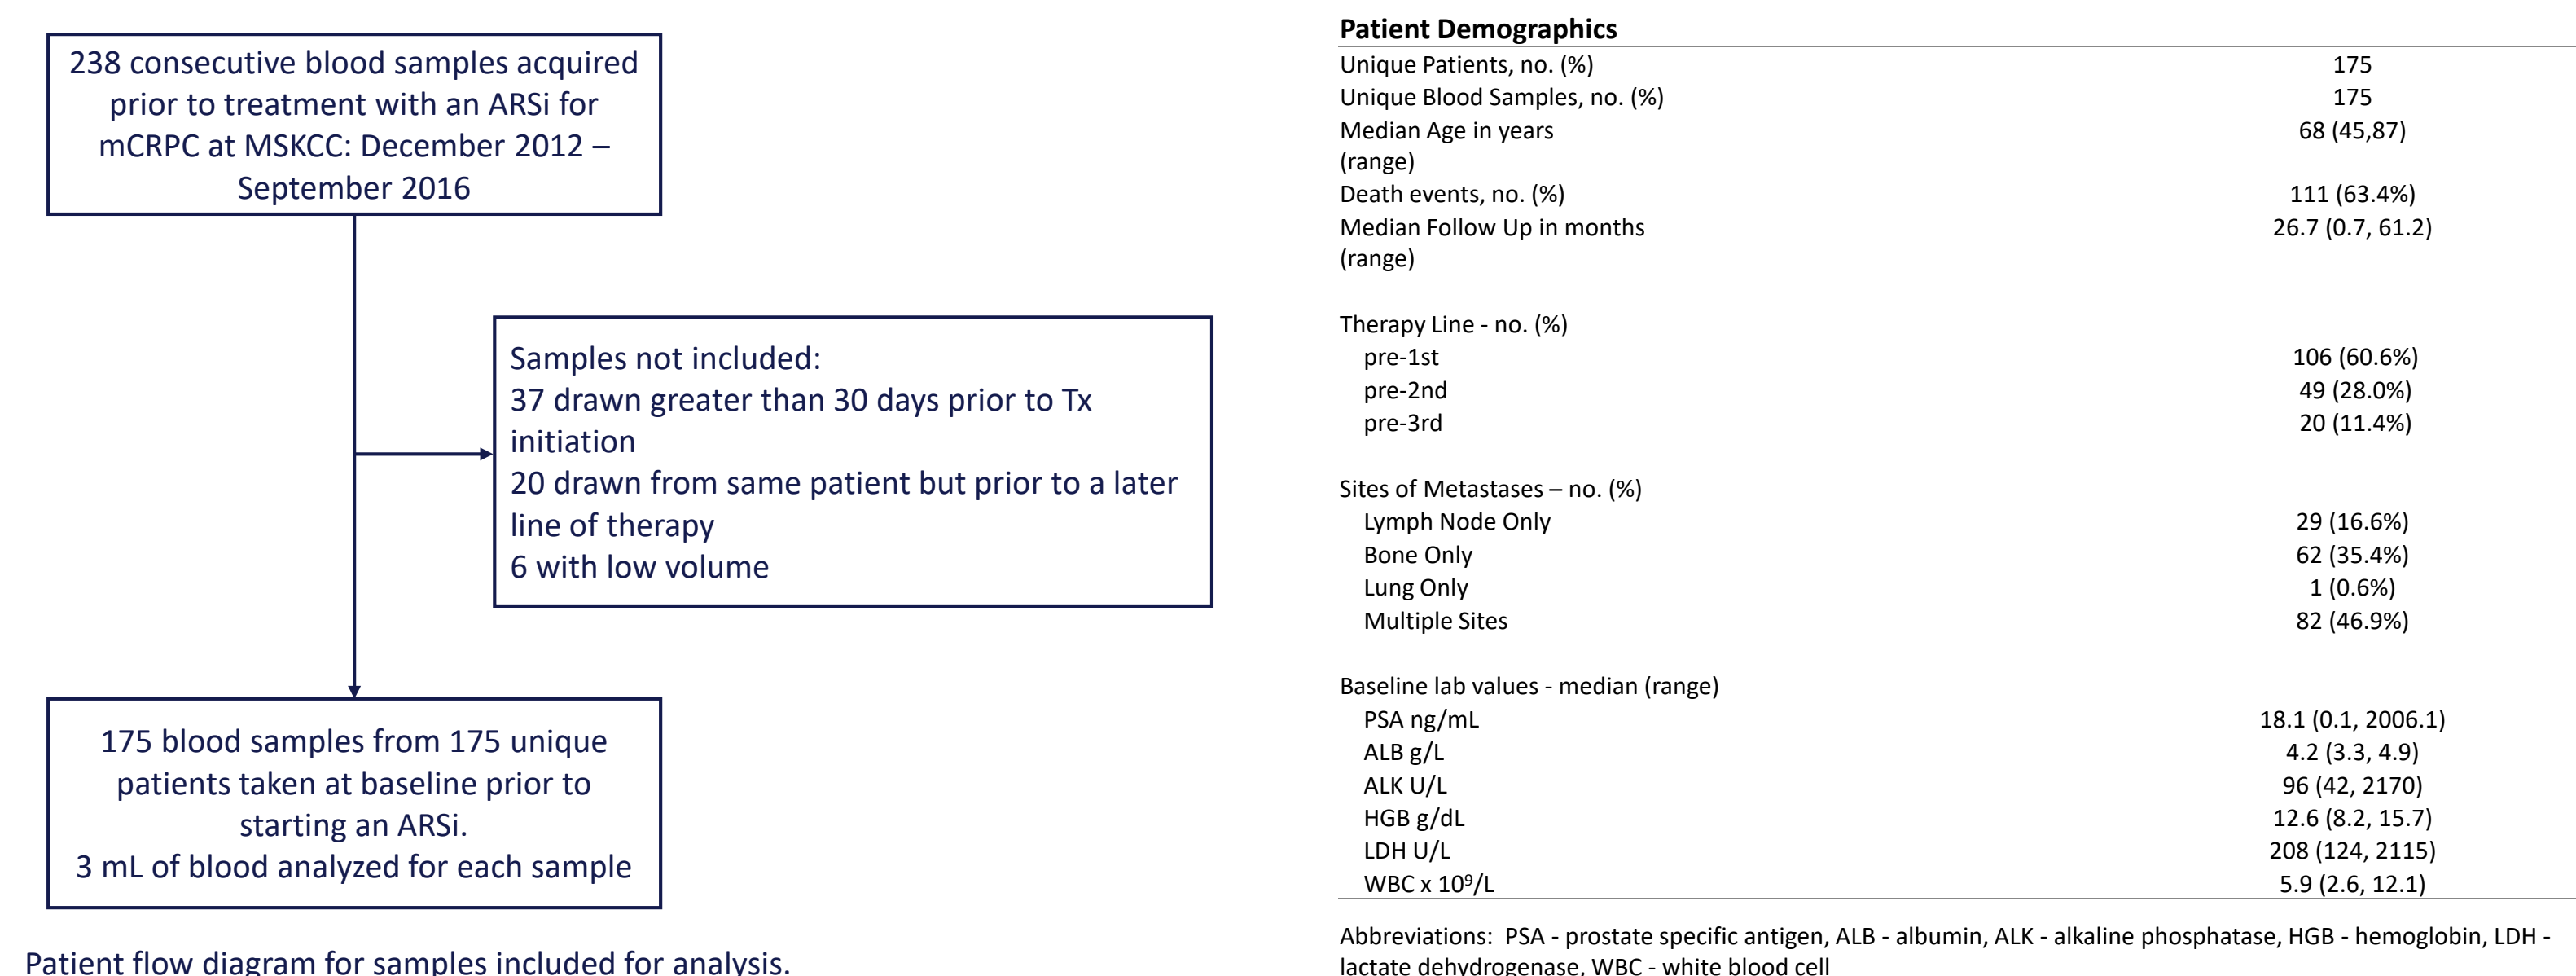 238 consecutive blood samples acquired
prior to treatment with an ARSi for
mCRPC at MSKCC: December 2012 –
September 2016
Samples not included:
37 drawn greater than 30 days prior to Tx
initiation
20 drawn from same patient but prior to a later
line of therapy
6 with low volume
175 blood samples from 175 unique
patients taken at baseline prior to
starting an ARSi.
3 mL of blood analyzed for each sample
Patient flow diagram for samples included for analysis.
Patient Demographics
Unique Patients, no. (%) 175
Unique Blood Samples, no. (%) 175
Median Age in years 68 (45,87)
(range)
Death events, no. (%) 111 (63.4%)
Median Follow Up in months 26.7 (0.7, 61.2)
(range)
Therapy Line - no. (%)
pre-1st 106 (60.6%)
pre-2nd 49 (28.0%)
pre-3rd 20 (11.4%)
Sites of Metastases – no. (%)
Lymph Node Only 29 (16.6%)
Bone Only 62 (35.4%)
Lung Only 1 (0.6%)
Multiple Sites 82 (46.9%)
Baseline lab values - median (range)
PSA ng/mL 18.1 (0.1, 2006.1)
ALB g/L 4.2 (3.3, 4.9)
ALK U/L 96 (42, 2170)
HGB g/dL 12.6 (8.2, 15.7)
LDH U/L 208 (124, 2115)
WBC x 10⁹/L 5.9 (2.6, 12.1)
Abbreviations: PSA - prostate specific antigen, ALB - albumin, ALK - alkaline phosphatase, HGB - hemoglobin, LDH -
lactate dehydrogenase, WBC - white blood cell